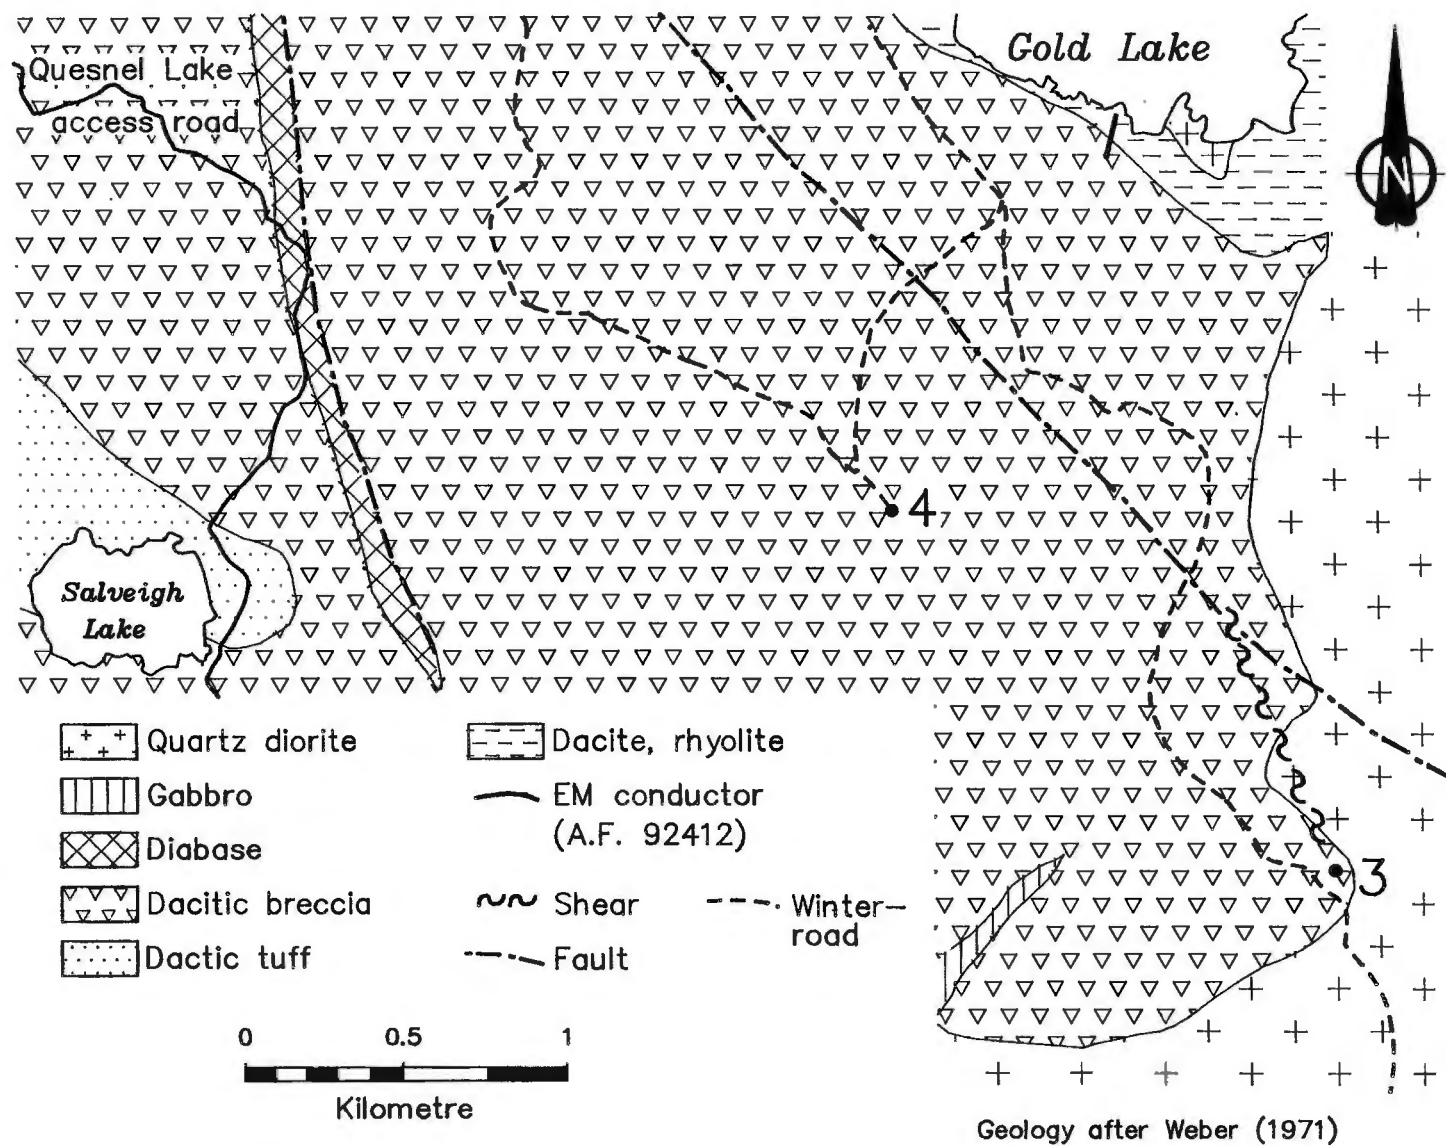 Quesnel Lake
access road
Gold Lake
N
4
Salveigh
Lake
3
Quartz diorite
Gabbro
Diabase
Dacitic breccia
Dactic tuff
Dacite, rhyolite
EM conductor
(A.F. 92412)
Shear
Fault
Winter–
road
0 0.5 1
Kilometre
Geology after Weber (1971)